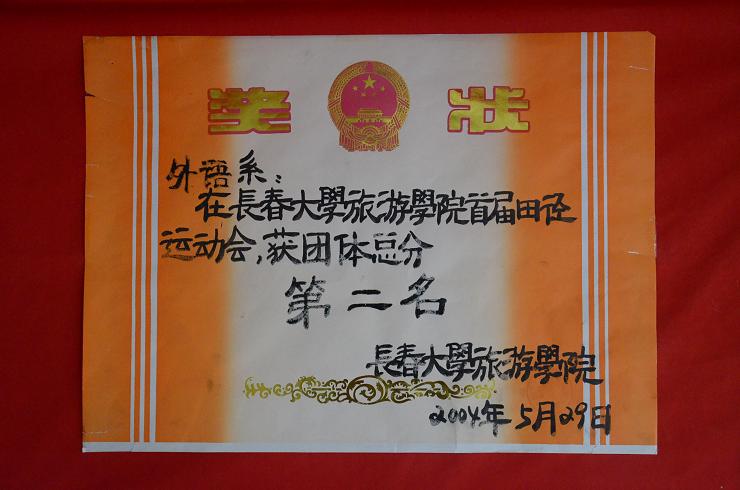 奖 状
外语系：
在長春大學旅游學院首届田径
运动会，获团体总分
第二名
長春大學旅游學院
2004年5月29日